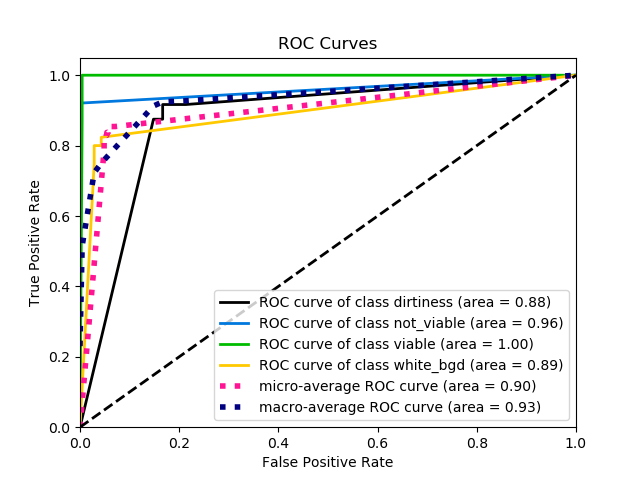 ROC Curves
True Positive Rate
1.0
0.8
0.6
0.4
0.2
0.0
ROC curve of class dirtiness (area = 0.88)
ROC curve of class not_viable (area = 0.96)
ROC curve of class viable (area = 1.00)
ROC curve of class white_bgd (area = 0.89)
micro-average ROC curve (area = 0.90)
macro-average ROC curve (area = 0.93)
0.0 0.2 0.4 0.6 0.8 1.0
False Positive Rate